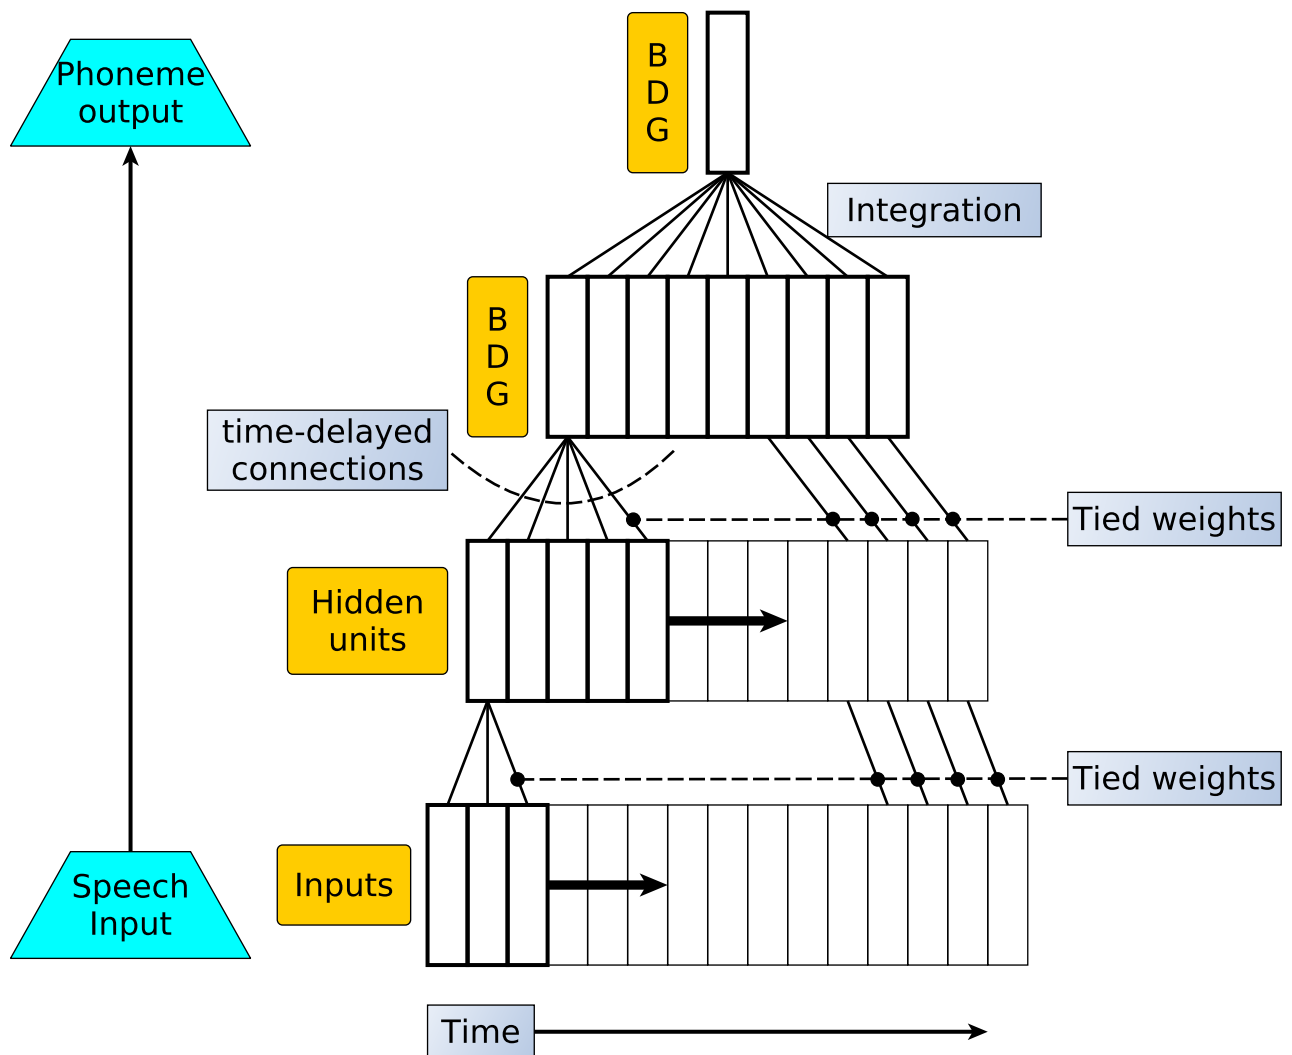 B
D
G
Phoneme
output
Integration
B
D
G
time-delayed
connections
Tied weights
Hidden
units
Tied weights
Inputs
Speech
Input
Time